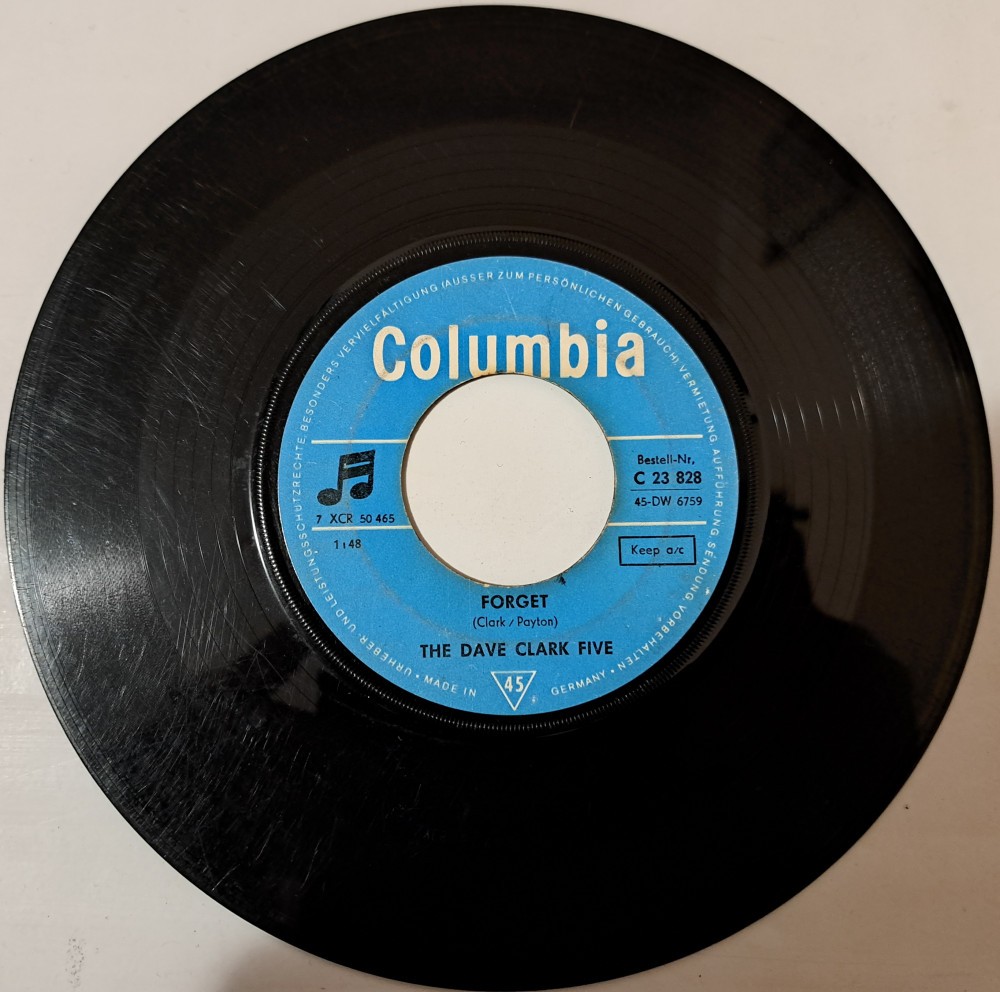 URHEBER- UND LEISTUNGSSCHUTZRECHTE, BESONDERS VERVIELFÄLTIGUNG (AUSSER ZUM PERSÖNLICHEN GEBRAUCH), VERMIETUNG, AUFFÜHRUNG, SENDUNG, VORBEHALTEN •
Columbia
Bestell-Nr.
C 23 828
45-DW 6759
7 XCR 50 465
1:48
Keep a/c
FORGET
(Clark / Payton)
THE DAVE CLARK FIVE
• MADE IN 45 GERMANY •